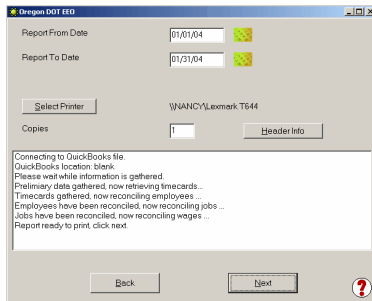 Oregon DOT EEO
Report From Date 01/01/04
Report To Date 01/31/04
Select Printer \\NANCY\Lexmark T644
Copies 1 Header Info
Connecting to QuickBooks file.
QuickBooks location: blank
Please wait while information is gathered.
Prelimiary data gathered, now retrieving timecards...
Timecards gathered, now reconciling employees ...
Employees have been reconciled, now reconciling jobs ...
Jobs have been reconciled, now reconciling wages ...
Report ready to print, click next.
Back Next ?